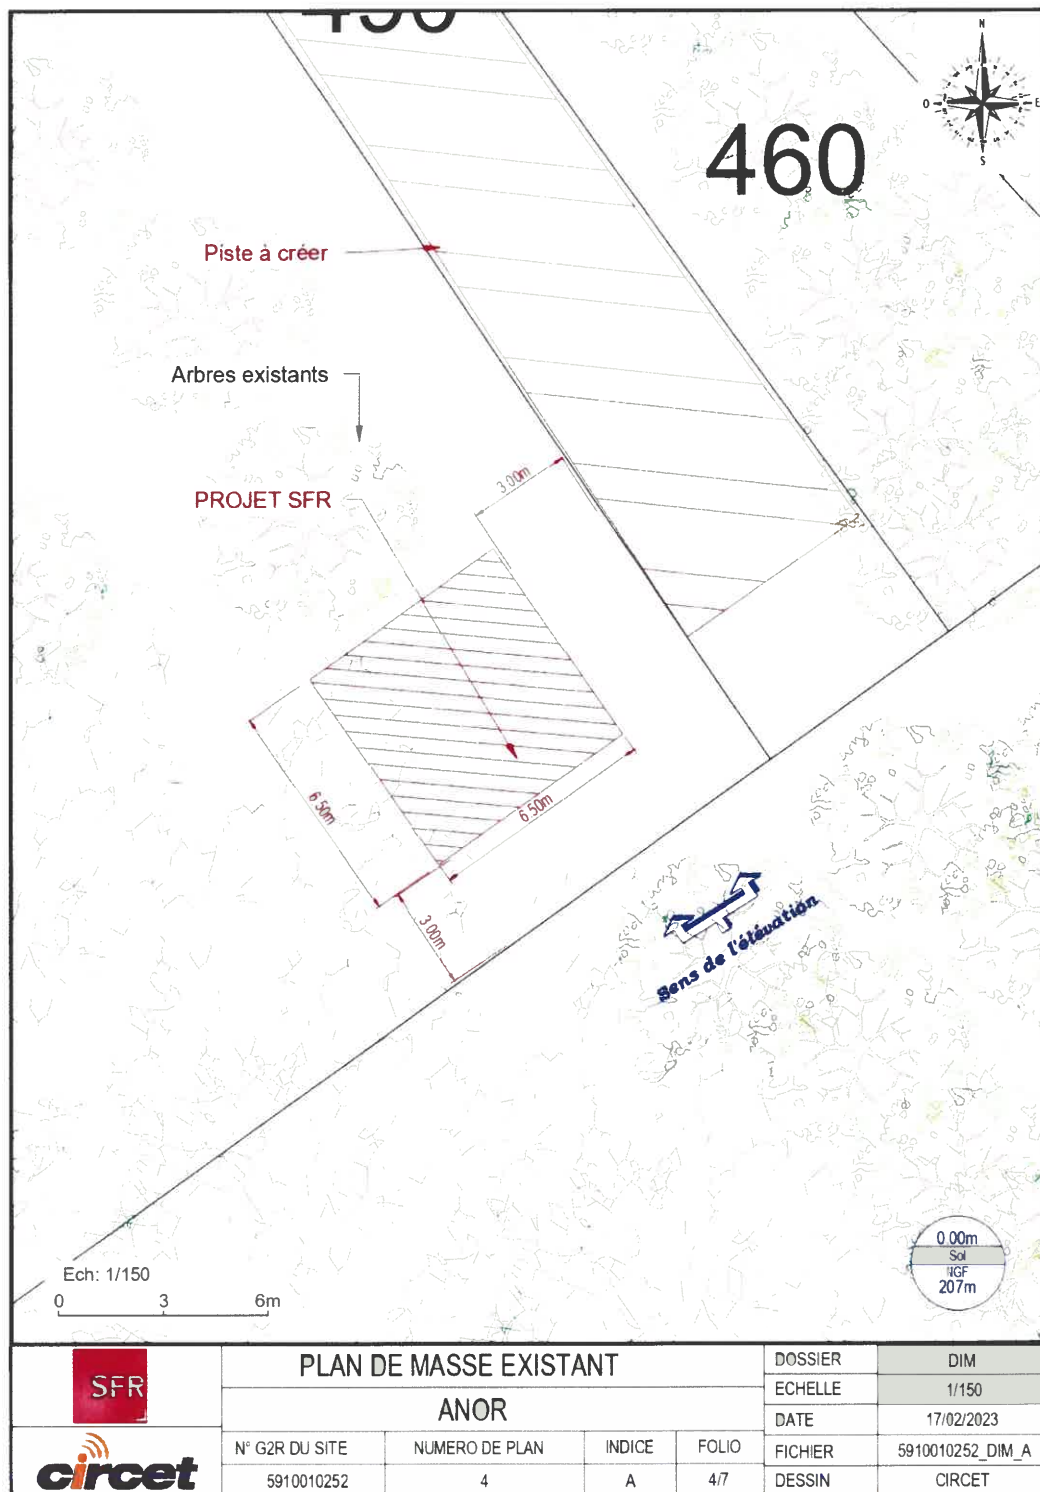 N
O
E
S
460
Piste à créer
Arbres existants
3.00m
PROJET SFR
6.50m
6.50m
3.00m
Sens de l'élévation
0.00m
Sol
NGF
207m
Ech: 1/150
0 3 6m
SFR
circet
PLAN DE MASSE EXISTANT
ANOR
N° G2R DU SITE NUMERO DE PLAN INDICE FOLIO
5910010252 4 A 4/7
DOSSIER DIM
ECHELLE 1/150
DATE 17/02/2023
FICHIER 5910010252_DIM_A
DESSIN CIRCET